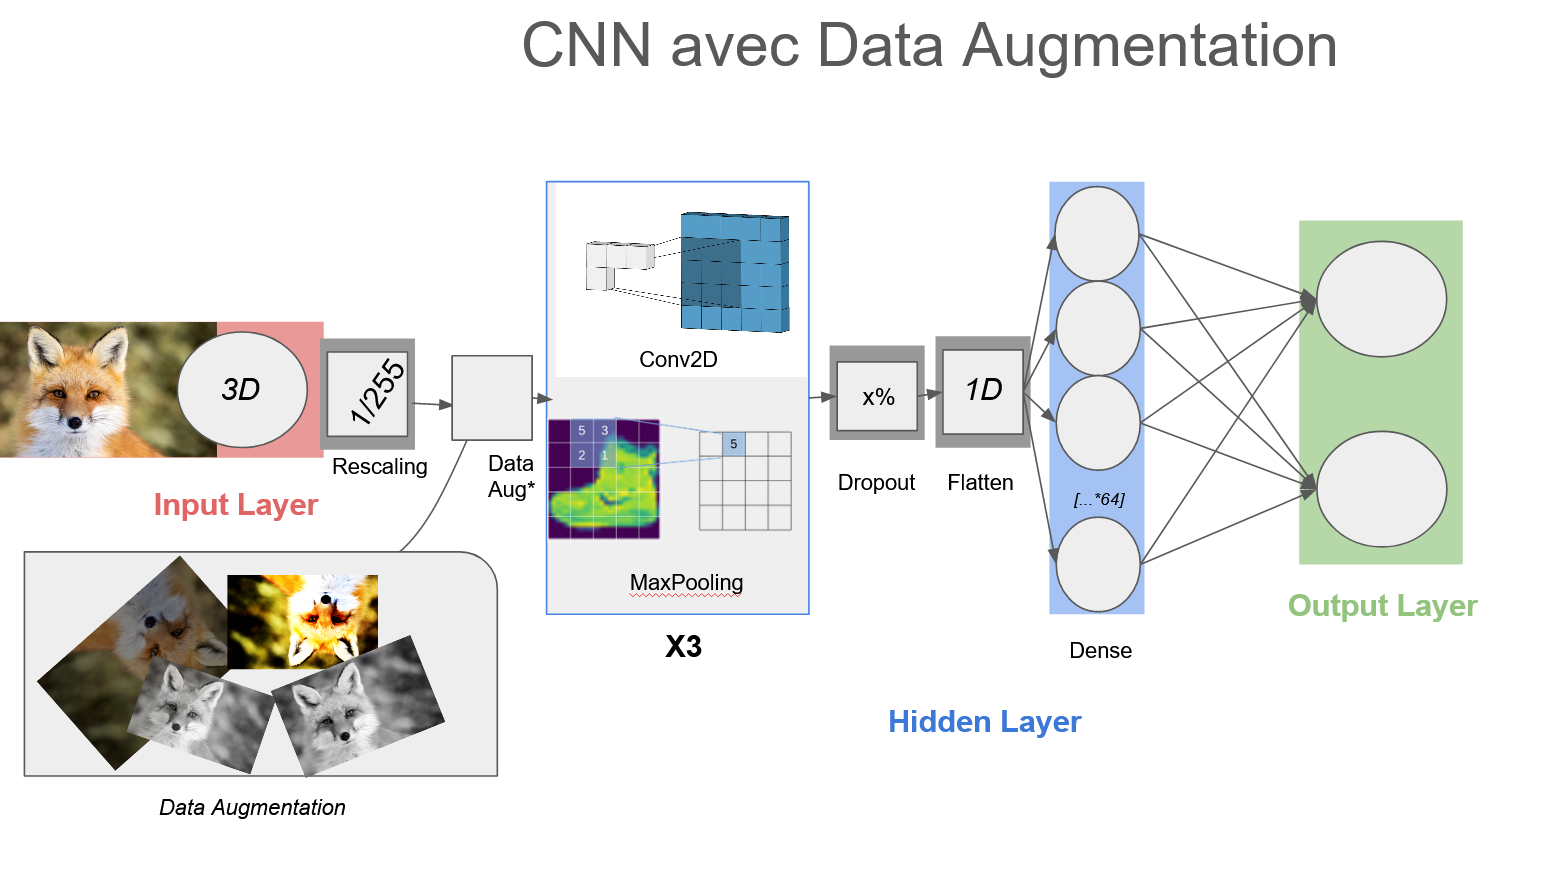 CNN avec Data Augmentation
3D
1/255
Rescaling
Input Layer
Data
Aug*
Data Augmentation
Conv2D
5 3
2 1
5
MaxPooling
X3
x%
Dropout
1D
Flatten
[...*64]
Dense
Hidden Layer
Output Layer